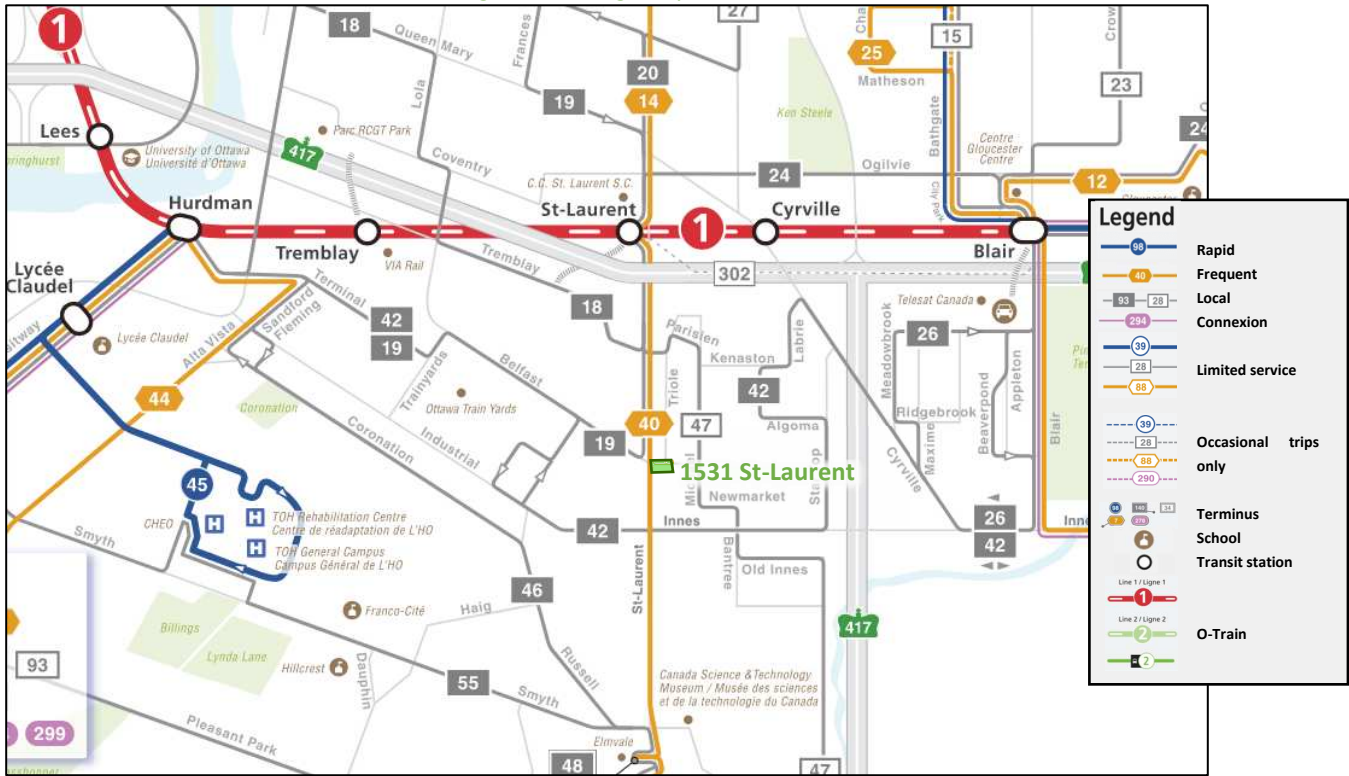 1
18
Queen Mary
Frances
27
20
14
19
Lola
25
Matheson
15
Bathgate
23
24
Ken Steele
Lees
University of Ottawa
Université d'Ottawa
417
Parc RCGT Park
Coventry
C.C. St. Laurent S.C.
Ogilvie
24
Centre
Gloucester
Centre
12
City Park
Hurdman
St-Laurent
1
Cyrville
Blair
Tremblay
VIA Rail
Tremblay
302
Lycée
Claudel
Lycée Claudel
Alta Vista
Sandford
Fleming
Terminal
42
19
18
Parisien
Kenaston
Labrie
Telesat Canada
Meadowbrook
26
Appleton
Belfast
Trainyards
Ottawa Train Yards
Triole
42
44
Coronation
Coronation
Industrial
19
40
47
Algoma
Ridgebrook
Maxime
Beaverpond
Blair
Cyrville
1531 St-Laurent
Newmarket
45
H
H
H
TOH Rehabilitation Centre
Centre de réadaptation de L'HO
TOH General Campus
Campus Général de L'HO
CHEO
Smyth
42
Innes
26
42
Bantree
Old Innes
St-Laurent
46
Franco-Cité
Haig
417
Billings
Lynda Lane
Hillcrest
Dauphin
Russell
93
55
Smyth
Canada Science & Technology
Museum / Musée des sciences
et de la technologie du Canada
299
Pleasant Park
Elmvale
48
47
Legend
98 Rapid
40 Frequent
93 28 Local
294 Connexion
39
28 Limited service
88
39
28 Occasional trips
88 only
290
Terminus
School
Transit station
Line 1 / Ligne 1
1
Line 2 / Ligne 2
2 O-Train
2